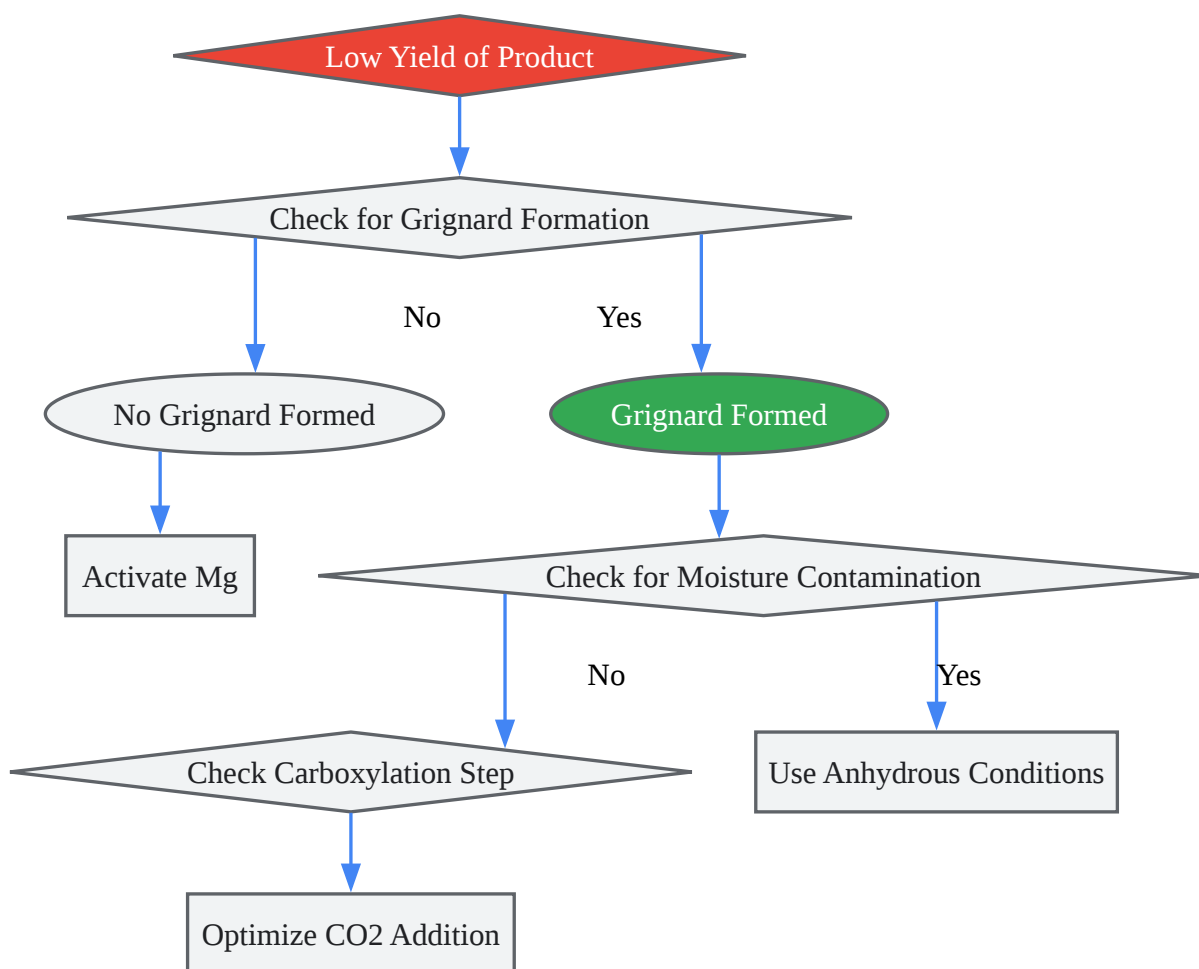 Low Yield of Product
Check for Grignard Formation
No
Yes
No Grignard Formed
Grignard Formed
Activate Mg
Check for Moisture Contamination
No
Yes
Check Carboxylation Step
Use Anhydrous Conditions
Optimize CO2 Addition